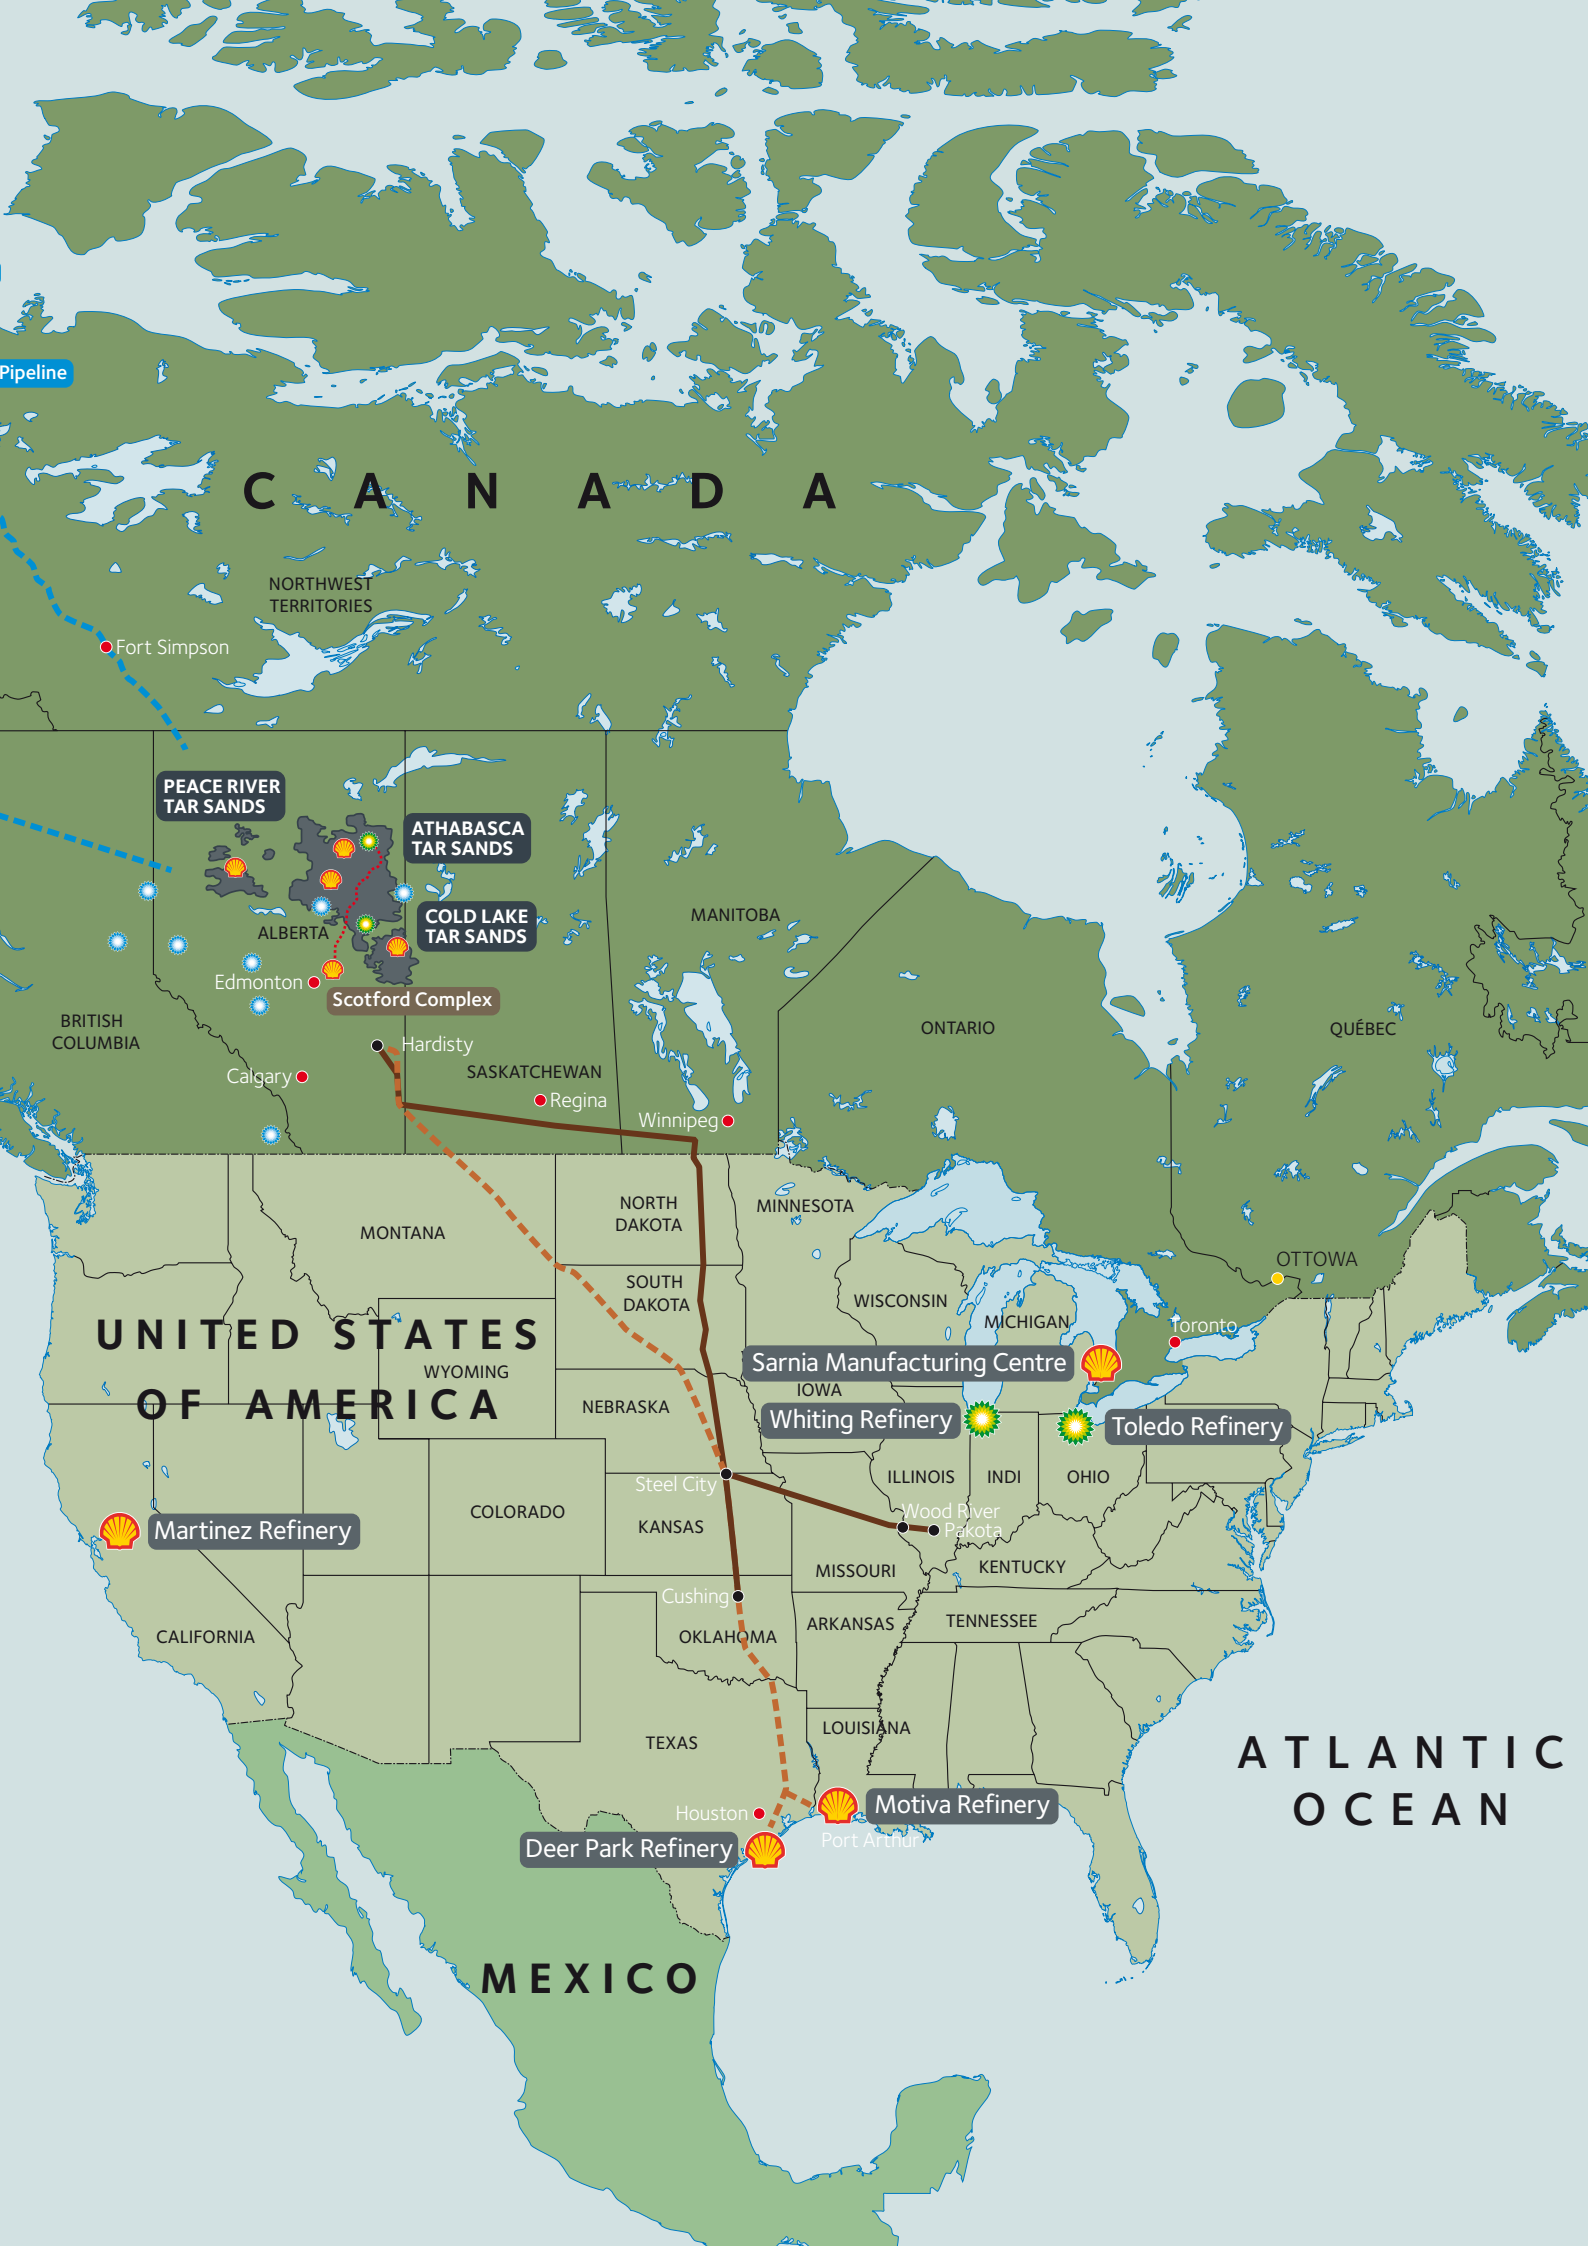 Pipeline
C A N A D A
NORTHWEST
TERRITORIES
Fort Simpson
PEACE RIVER
TAR SANDS
ATHABASCA
TAR SANDS
COLD LAKE
TAR SANDS
ALBERTA
MANITOBA
Edmonton
Scotford Complex
BRITISH
COLUMBIA
ONTARIO
QUÉBEC
Hardisty
SASKATCHEWAN
Calgary
Regina
Winnipeg
NORTH
DAKOTA
MINNESOTA
MONTANA
OTTOWA
SOUTH
DAKOTA
WISCONSIN
MICHIGAN
Toronto
UNITED STATES
OF AMERICA
WYOMING
Sarnia Manufacturing Centre
IOWA
NEBRASKA
Whiting Refinery
Toledo Refinery
Steel City
ILLINOIS
INDI
OHIO
COLORADO
KANSAS
Wood River
Pakota
Martinez Refinery
MISSOURI
KENTUCKY
Cushing
ARKANSAS
TENNESSEE
CALIFORNIA
OKLAHOMA
LOUISIANA
TEXAS
ATLANTIC
OCEAN
Houston
Motiva Refinery
Port Arthur
Deer Park Refinery
MEXICO